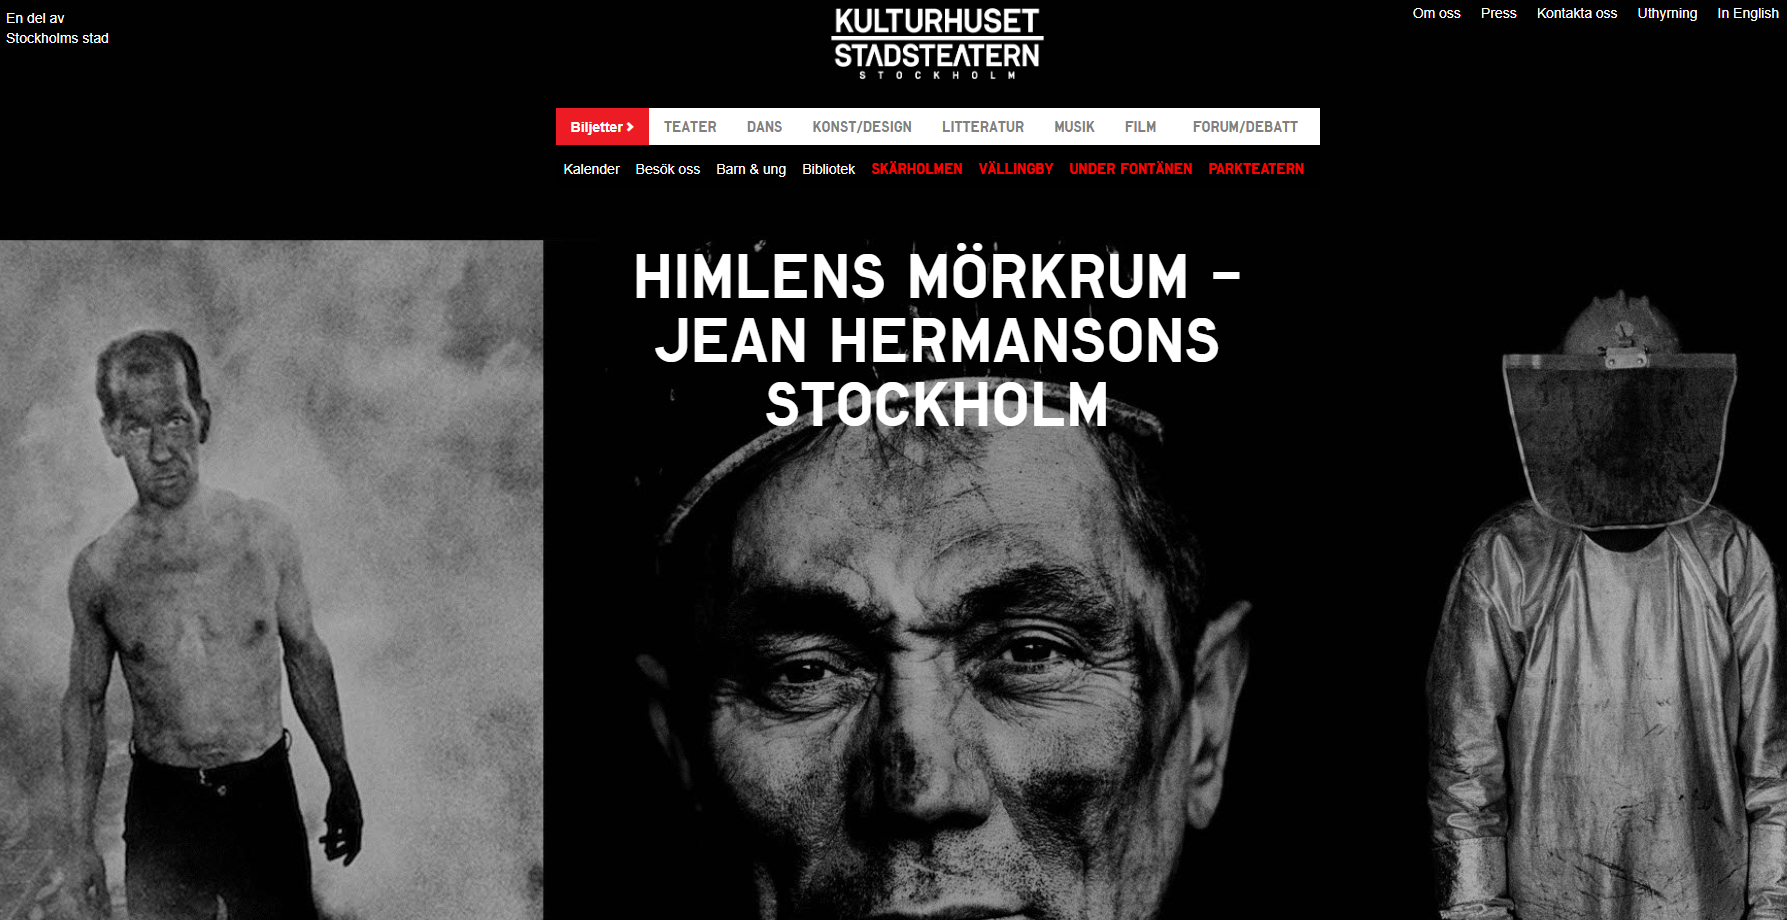 En del av
Stockholms stad
KULTURHUSET
STADSTEATERN
STOCKHOLM
Om oss Press Kontakta oss Uthyrning In English
Biljetter > TEATER DANS KONST/DESIGN LITTERATUR MUSIK FILM FORUM/DEBATT
Kalender Besök oss Barn & ung Bibliotek SKÄRHOLMEN VÄLLINGBY UNDER FONTÄNEN PARKTEATERN
HIMLENS MÖRKRUM –
JEAN HERMANSONS
STOCKHOLM